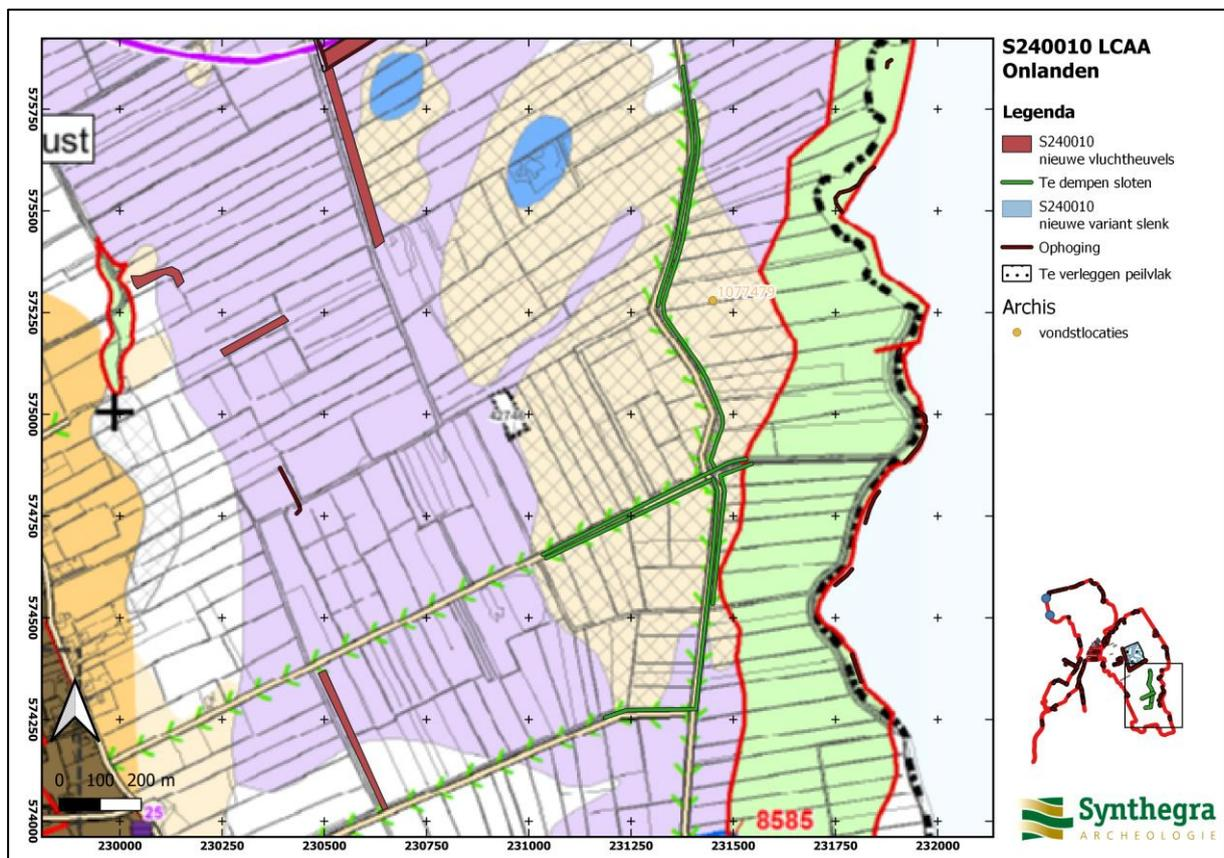 S240010 LCAA
Onlanden
Legenda
S240010
nieuwe vluchtheuvels
Te dempen sloten
S240010
nieuwe variant slenk
Ophoging
Te verleggen peilvlak
Archis
vondstlocaties
ust
1077479
8585
25
0 100 200 m
575750
575500
575250
575000
574750
574500
574250
574000
230000 230250 230500 230750 231000 231250 231500 231750 232000
Synthegra
ARCHEOLOGIE